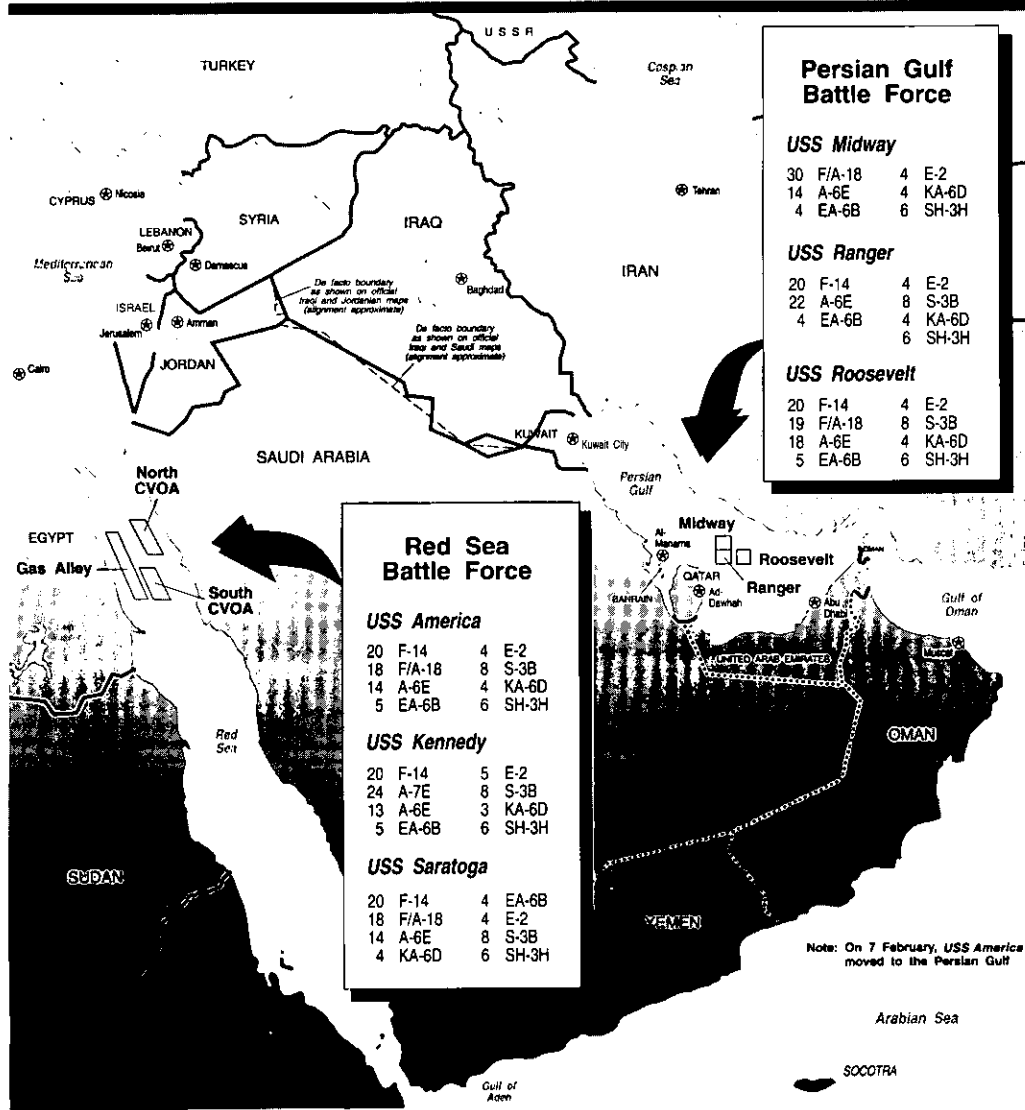 USSR
TURKEY
Caspian
Sea
CYPRUS
Nicosia
Tehran
SYRIA
IRAQ
LEBANON
Beirut
Damascus
Mediterranean
Sea
IRAN
Baghdad
De facto boundary
as shown on official
Iraqi and Jordanian maps
(alignment approximate)
ISRAEL
Jerusalem
Amman
De facto boundary
as shown on official
Iraqi and Saudi maps
(alignment approximate)
JORDAN
Cairo
KUWAIT
Kuwait City
SAUDI ARABIA
Persian
Gulf
North
CVOA
EGYPT
Gas Alley
South
CVOA
Midway
Al-
Manama
Roosevelt
Ranger
QATAR
BAHRAIN
Ad-
Dawhah
Abu
Dhabi
OMAN
Gulf of
Oman
Muscat
UNITED ARAB EMIRATES
OMAN
Red
Sea
SUDAN
YEMEN
Arabian Sea
SOCOTRA
Gulf of
Aden
Persian Gulf
Battle Force
USS Midway
30 F/A-18 4 E-2
14 A-6E 4 KA-6D
4 EA-6B 6 SH-3H
USS Ranger
20 F-14 4 E-2
22 A-6E 8 S-3B
4 EA-6B 4 KA-6D
6 SH-3H
USS Roosevelt
20 F-14 4 E-2
19 F/A-18 8 S-3B
18 A-6E 4 KA-6D
5 EA-6B 6 SH-3H
Red Sea
Battle Force
USS America
20 F-14 4 E-2
18 F/A-18 8 S-3B
14 A-6E 4 KA-6D
5 EA-6B 6 SH-3H
USS Kennedy
20 F-14 5 E-2
24 A-7E 8 S-3B
13 A-6E 3 KA-6D
5 EA-6B 6 SH-3H
USS Saratoga
20 F-14 4 EA-6B
18 F/A-18 4 E-2
14 A-6E 8 S-3B
4 KA-6D 6 SH-3H
Note: On 7 February, USS America
moved to the Persian Gulf